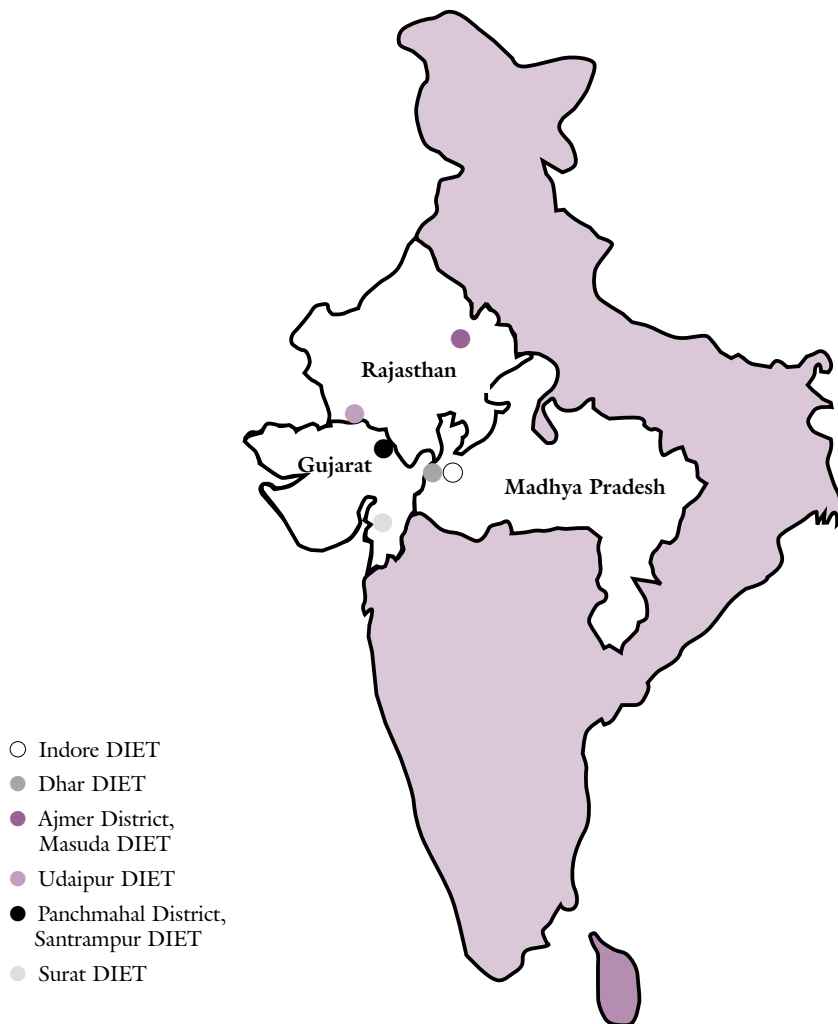 Rajasthan
Gujarat
Madhya Pradesh
Indore DIET
Dhar DIET
Ajmer District,
Masuda DIET
Udaipur DIET
Panchmahal District,
Santrampur DIET
Surat DIET